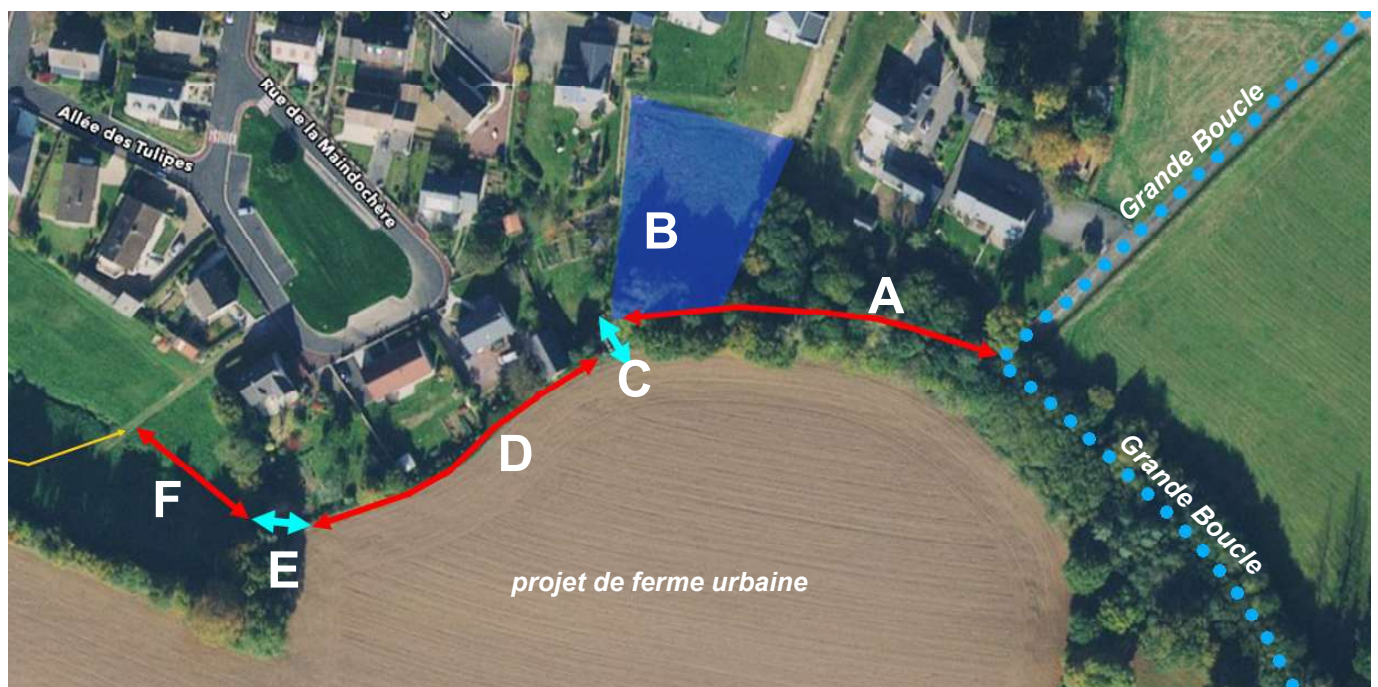 s
Rue de la Maindochère
Allée des Tulipes
Grande Boucle
B
A
C
D
Grande Boucle
F
E
projet de ferme urbaine